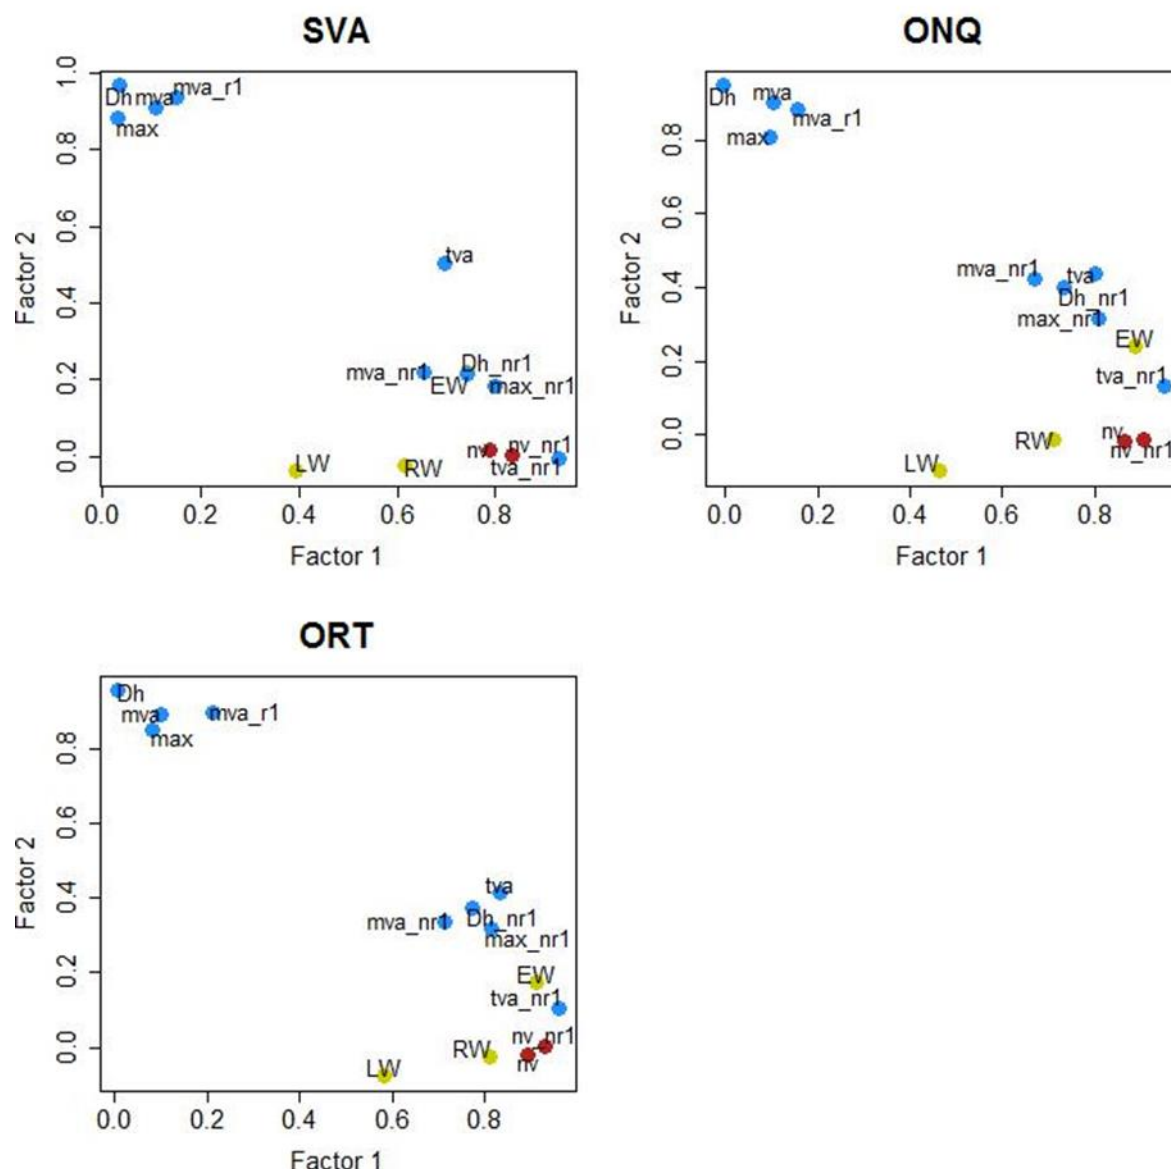 SVA
1.0
0.8
0.6
0.4
0.2
0.0
Factor 2
Dh
mva
mva_r1
max
tva
mva_nr1
Dh_nr1
EW
max_nr1
nv
nv_nr1
tva_nr1
LW
RW
0.0 0.2 0.4 0.6 0.8
Factor 1
ONQ
0.8
0.6
0.4
0.2
0.0
Factor 2
Dh
mva
mva_r1
max
mva_nr1
tva
Dh_nr1
max_nr1
EW
tva_nr1
nv
nv_nr1
RW
LW
0.0 0.2 0.4 0.6 0.8
Factor 1
ORT
0.8
0.6
0.4
0.2
0.0
Factor 2
Dh
mva
mva_r1
max
tva
mva_nr1
Dh_nr1
max_nr1
EW
tva_nr1
nv_nr1
RW
nv
LW
0.0 0.2 0.4 0.6 0.8
Factor 1